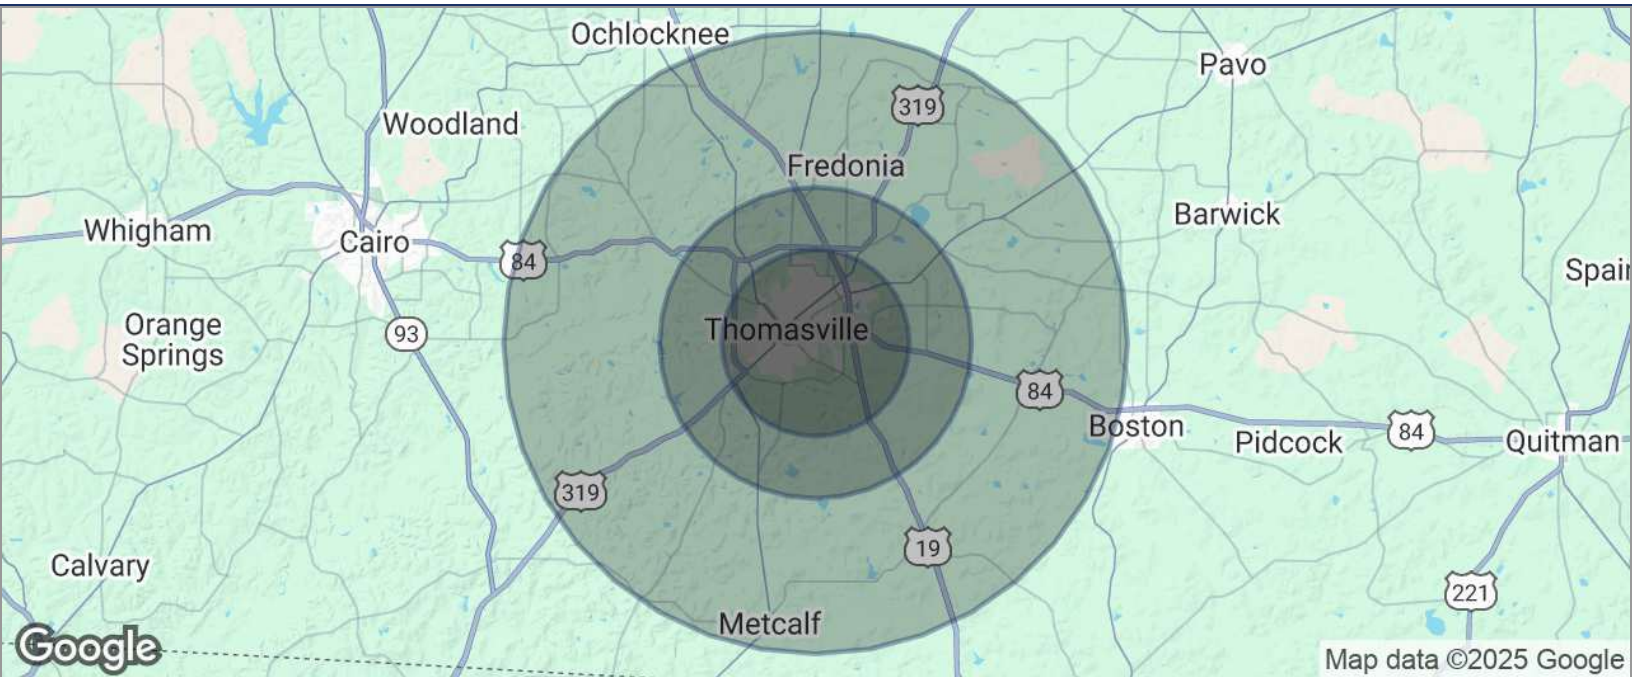 Ochlocknee
Pavo
319
Woodland
Fredonia
Barwick
Whigham
Cairo
84
Spain
Orange
Springs
93
Thomasville
84
Boston
Pidcock
84
Quitman
319
19
Calvary
221
Metcalf
Google
Map data ©2025 Google